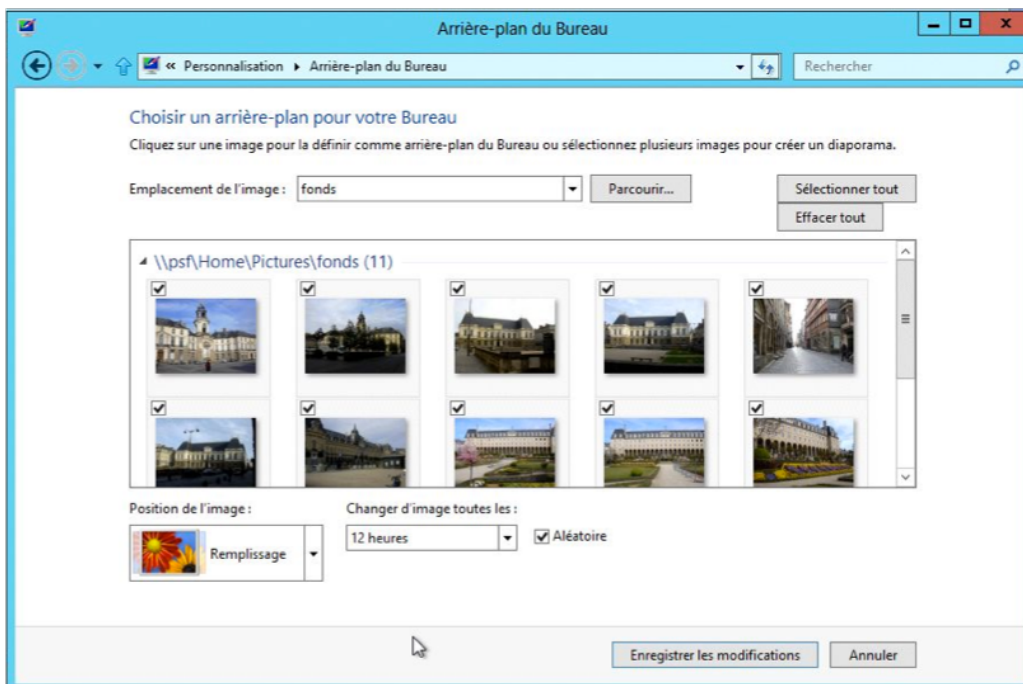 Arrière-plan du Bureau
« Personnalisation ▸ Arrière-plan du Bureau
Rechercher
Choisir un arrière-plan pour votre Bureau
Cliquez sur une image pour la définir comme arrière-plan du Bureau ou sélectionnez plusieurs images pour créer un diaporama.
Emplacement de l'image : fonds Parcourir... Sélectionner tout
Effacer tout
\\psf\Home\Pictures\fonds (11)
Position de l'image : Changer d'image toutes les :
Remplissage 12 heures Aléatoire
Enregistrer les modifications Annuler